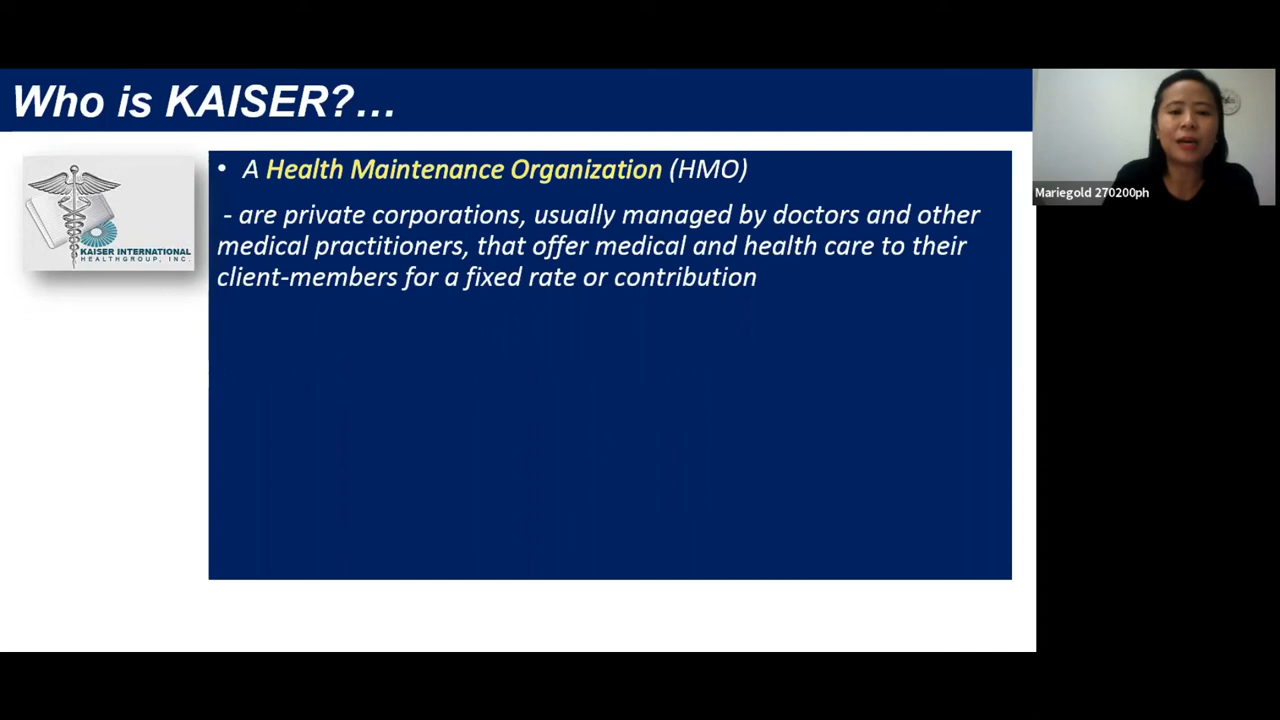 Who is KAISER?...
KAISER INTERNATIONAL
HEALTHGROUP, INC.
• A Health Maintenance Organization (HMO)
- are private corporations, usually managed by doctors and other
medical practitioners, that offer medical and health care to their
client-members for a fixed rate or contribution
Mariegold 270200ph